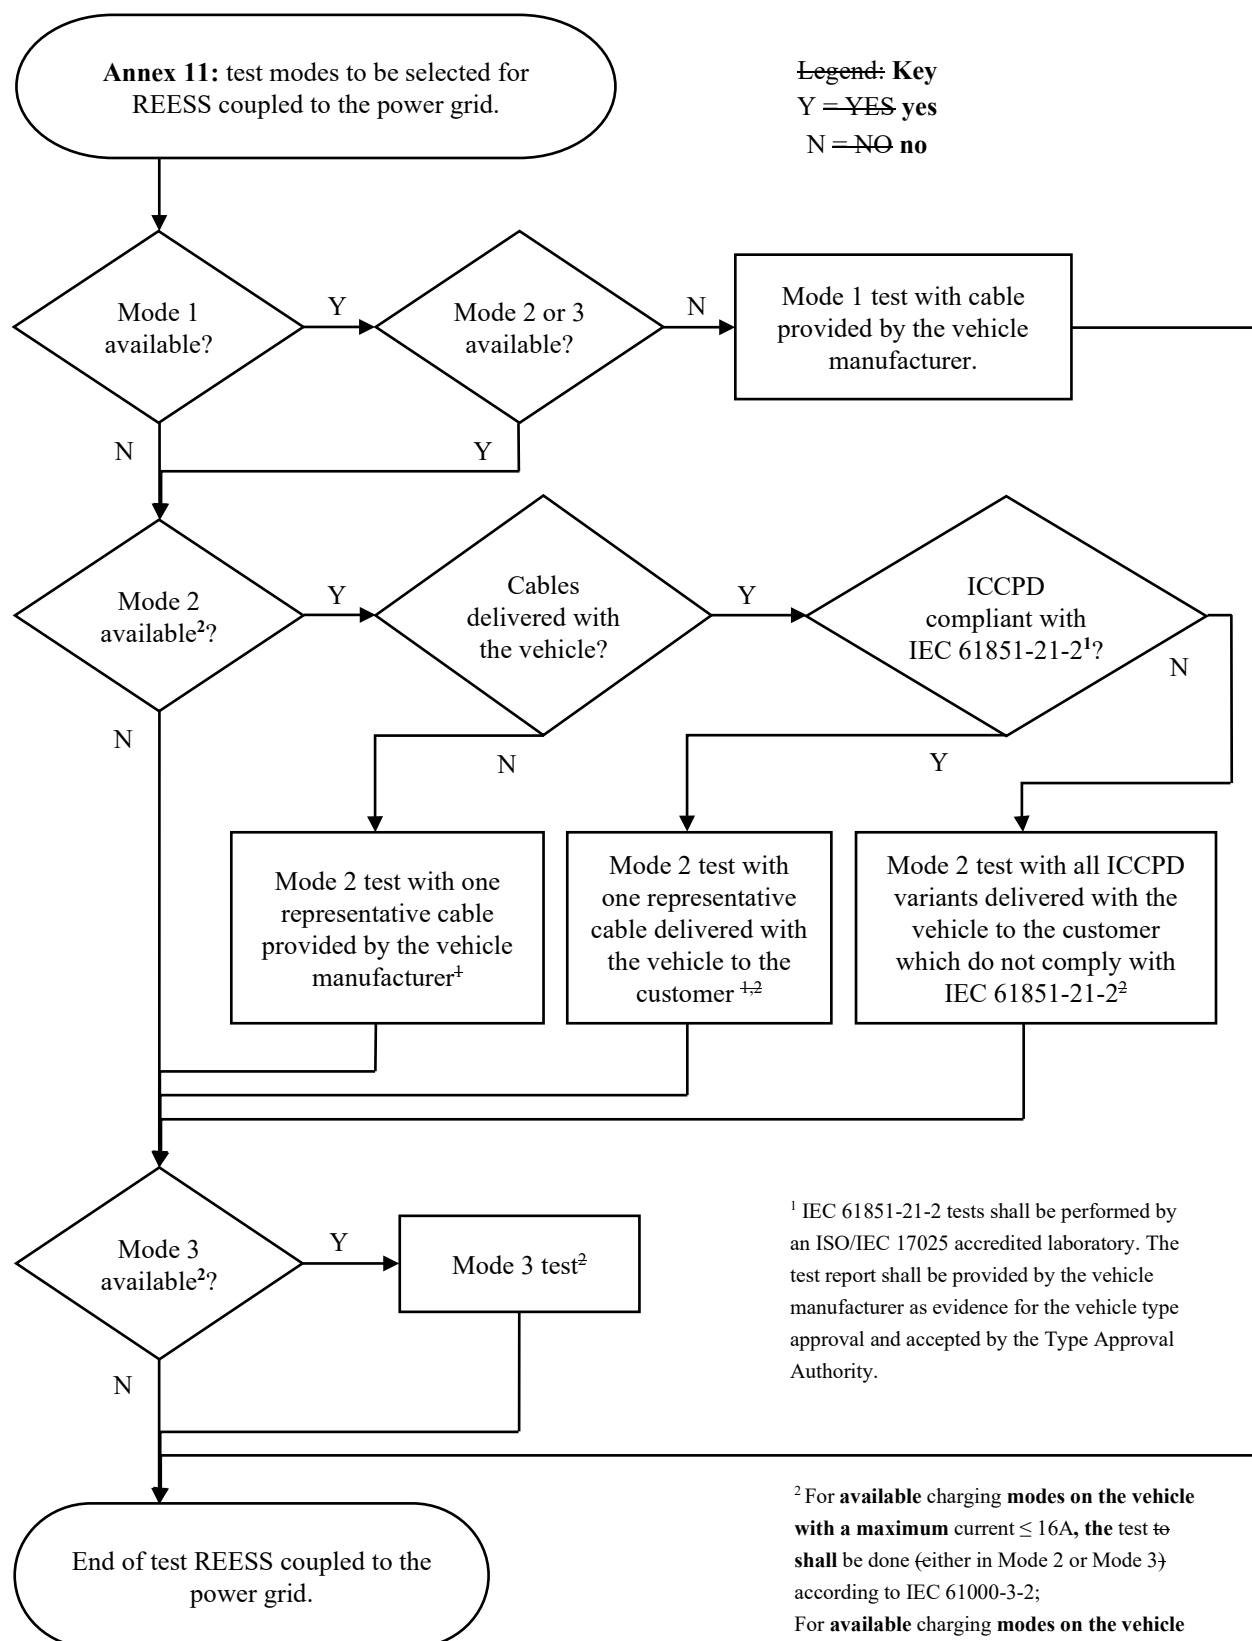 Annex 11: test modes to be selected for
REESS coupled to the power grid.
Legend: Key
Y = YES yes
N = NO no
Mode 1
available?
Y
Mode 2 or 3
available?
N
Mode 1 test with cable
provided by the vehicle
manufacturer.
N
Y
Mode 2
available²?
Y
Cables
delivered with
the vehicle?
Y
ICCPD
compliant with
IEC 61851-21-2¹?
N
N
N
Y
Mode 2 test with one
representative cable
provided by the vehicle
manufacturer¹
Mode 2 test with
one representative
cable delivered with
the vehicle to the
customer ¹,²
Mode 2 test with all ICCPD
variants delivered with the
vehicle to the customer
which do not comply with
IEC 61851-21-2²
Mode 3
available²?
Y
Mode 3 test²
N
¹ IEC 61851-21-2 tests shall be performed by
an ISO/IEC 17025 accredited laboratory. The
test report shall be provided by the vehicle
manufacturer as evidence for the vehicle type
approval and accepted by the Type Approval
Authority.
End of test REESS coupled to the
power grid.
² For available charging modes on the vehicle
with a maximum current ≤ 16A, the test to
shall be done (either in Mode 2 or Mode 3)
according to IEC 61000-3-2;
For available charging modes on the vehicle